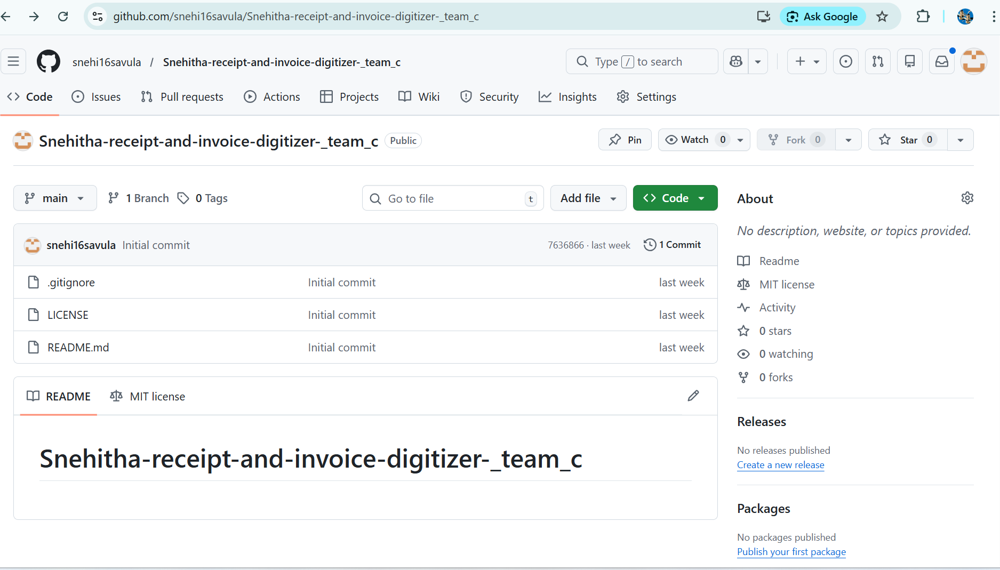 github.com/snehi16savula/Snehitha-receipt-and-invoice-digitizer-_team_c
Ask Google
snehi16savula / Snehitha-receipt-and-invoice-digitizer-_team_c
Type / to search
Code Issues Pull requests Actions Projects Wiki Security Insights Settings
Snehitha-receipt-and-invoice-digitizer-_team_c Public
Pin Watch 0 Fork 0 Star 0
main 1 Branch 0 Tags Go to file t Add file Code
snehi16savula Initial commit 7636866 · last week 1 Commit
.gitignore Initial commit last week
LICENSE Initial commit last week
README.md Initial commit last week
README MIT license
Snehitha-receipt-and-invoice-digitizer-_team_c
About
No description, website, or topics provided.
Readme
MIT license
Activity
0 stars
0 watching
0 forks
Releases
No releases published
Create a new release
Packages
No packages published
Publish your first package